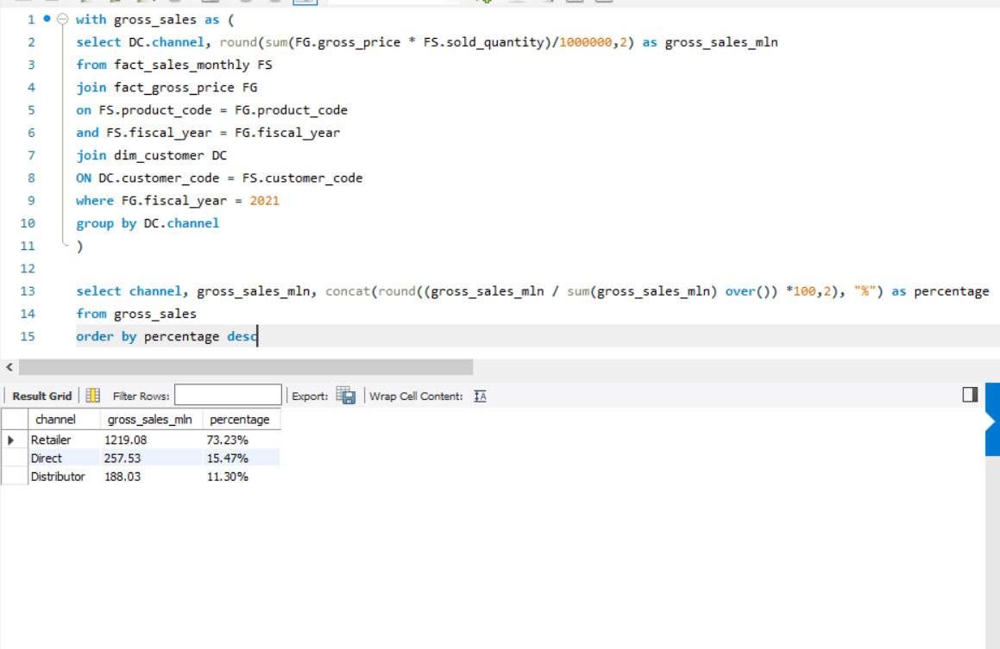 1 with gross_sales as (
2 select DC.channel, round(sum(FG.gross_price * FS.sold_quantity)/1000000,2) as gross_sales_mln
3 from fact_sales_monthly FS
4 join fact_gross_price FG
5 on FS.product_code = FG.product_code
6 and FS.fiscal_year = FG.fiscal_year
7 join dim_customer DC
8 ON DC.customer_code = FS.customer_code
9 where FG.fiscal_year = 2021
10 group by DC.channel
11 )
12
13 select channel, gross_sales_mln, concat(round((gross_sales_mln / sum(gross_sales_mln) over()) *100,2), "%") as percentage
14 from gross_sales
15 order by percentage desc
Result Grid Filter Rows: Export: Wrap Cell Content: IA
channel gross_sales_mln percentage
Retailer 1219.08 73.23%
Direct 257.53 15.47%
Distributor 188.03 11.30%